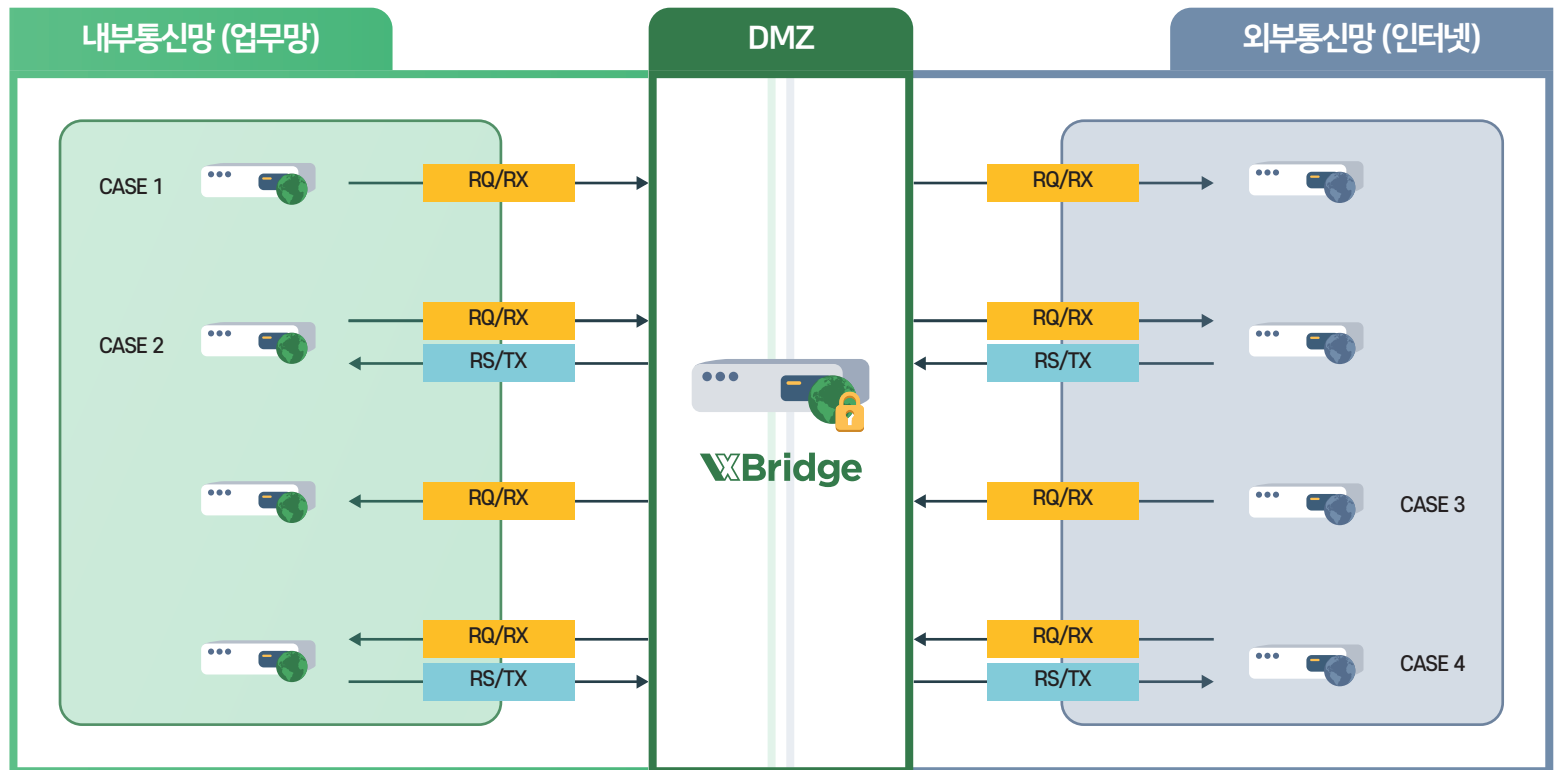 내부통신망 (업무망)
DMZ
외부통신망 (인터넷)
CASE 1
RQ/RX
RQ/RX
CASE 2
RQ/RX
RS/TX
RQ/RX
RS/TX
VXBridge
RQ/RX
RQ/RX
CASE 3
RQ/RX
RS/TX
RQ/RX
RS/TX
CASE 4